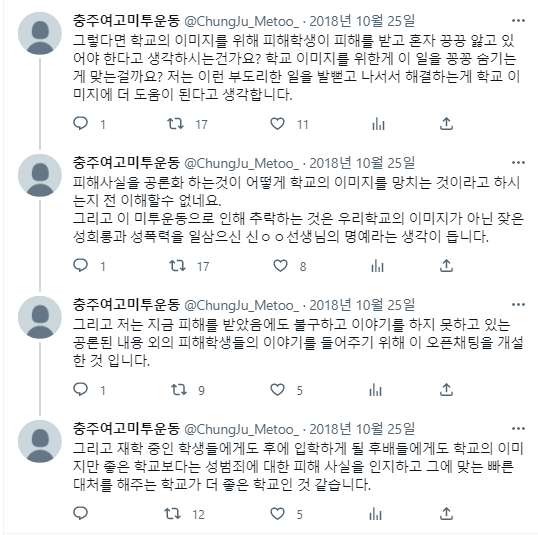 충주여고미투운동 @ChungJu_Metoo_ · 2018년 10월 25일 ···
그렇다면 학교의 이미지를 위해 피해학생이 피해를 받고 혼자 끙끙 앓고 있
어야 한다고 생각하시는건가요? 학교 이미지를 위한게 이 일을 꽁꽁 숨기는
게 맞는걸까요? 저는 이런 부도리한 일을 발뻗고 나서서 해결하는게 학교 이
미지에 더 도움이 된다고 생각합니다.
1 17 11
충주여고미투운동 @ChungJu_Metoo_ · 2018년 10월 25일 ···
피해사실을 공론화 하는것이 어떻게 학교의 이미지를 망치는 것이라고 하시
는지 전 이해할수 없네요.
그리고 이 미투운동으로 인해 추락하는 것은 우리학교의 이미지가 아닌 잦은
성희롱과 성폭력을 일삼으신 신ㅇㅇ선생님의 명예라는 생각이 듭니다.
1 17 8
충주여고미투운동 @ChungJu_Metoo_ · 2018년 10월 25일 ···
그리고 저는 지금 피해를 받았음에도 불구하고 이야기를 하지 못하고 있는
공론된 내용 외의 피해학생들의 이야기를 들어주기 위해 이 오픈채팅을 개설
한 것 입니다.
1 9 5
충주여고미투운동 @ChungJu_Metoo_ · 2018년 10월 25일 ···
그리고 재학 중인 학생들에게도 후에 입학하게 될 후배들에게도 학교의 이미
지만 좋은 학교보다는 성범죄에 대한 피해 사실을 인지하고 그에 맞는 빠른
대처를 해주는 학교가 더 좋은 학교인 것 같습니다.
12 5